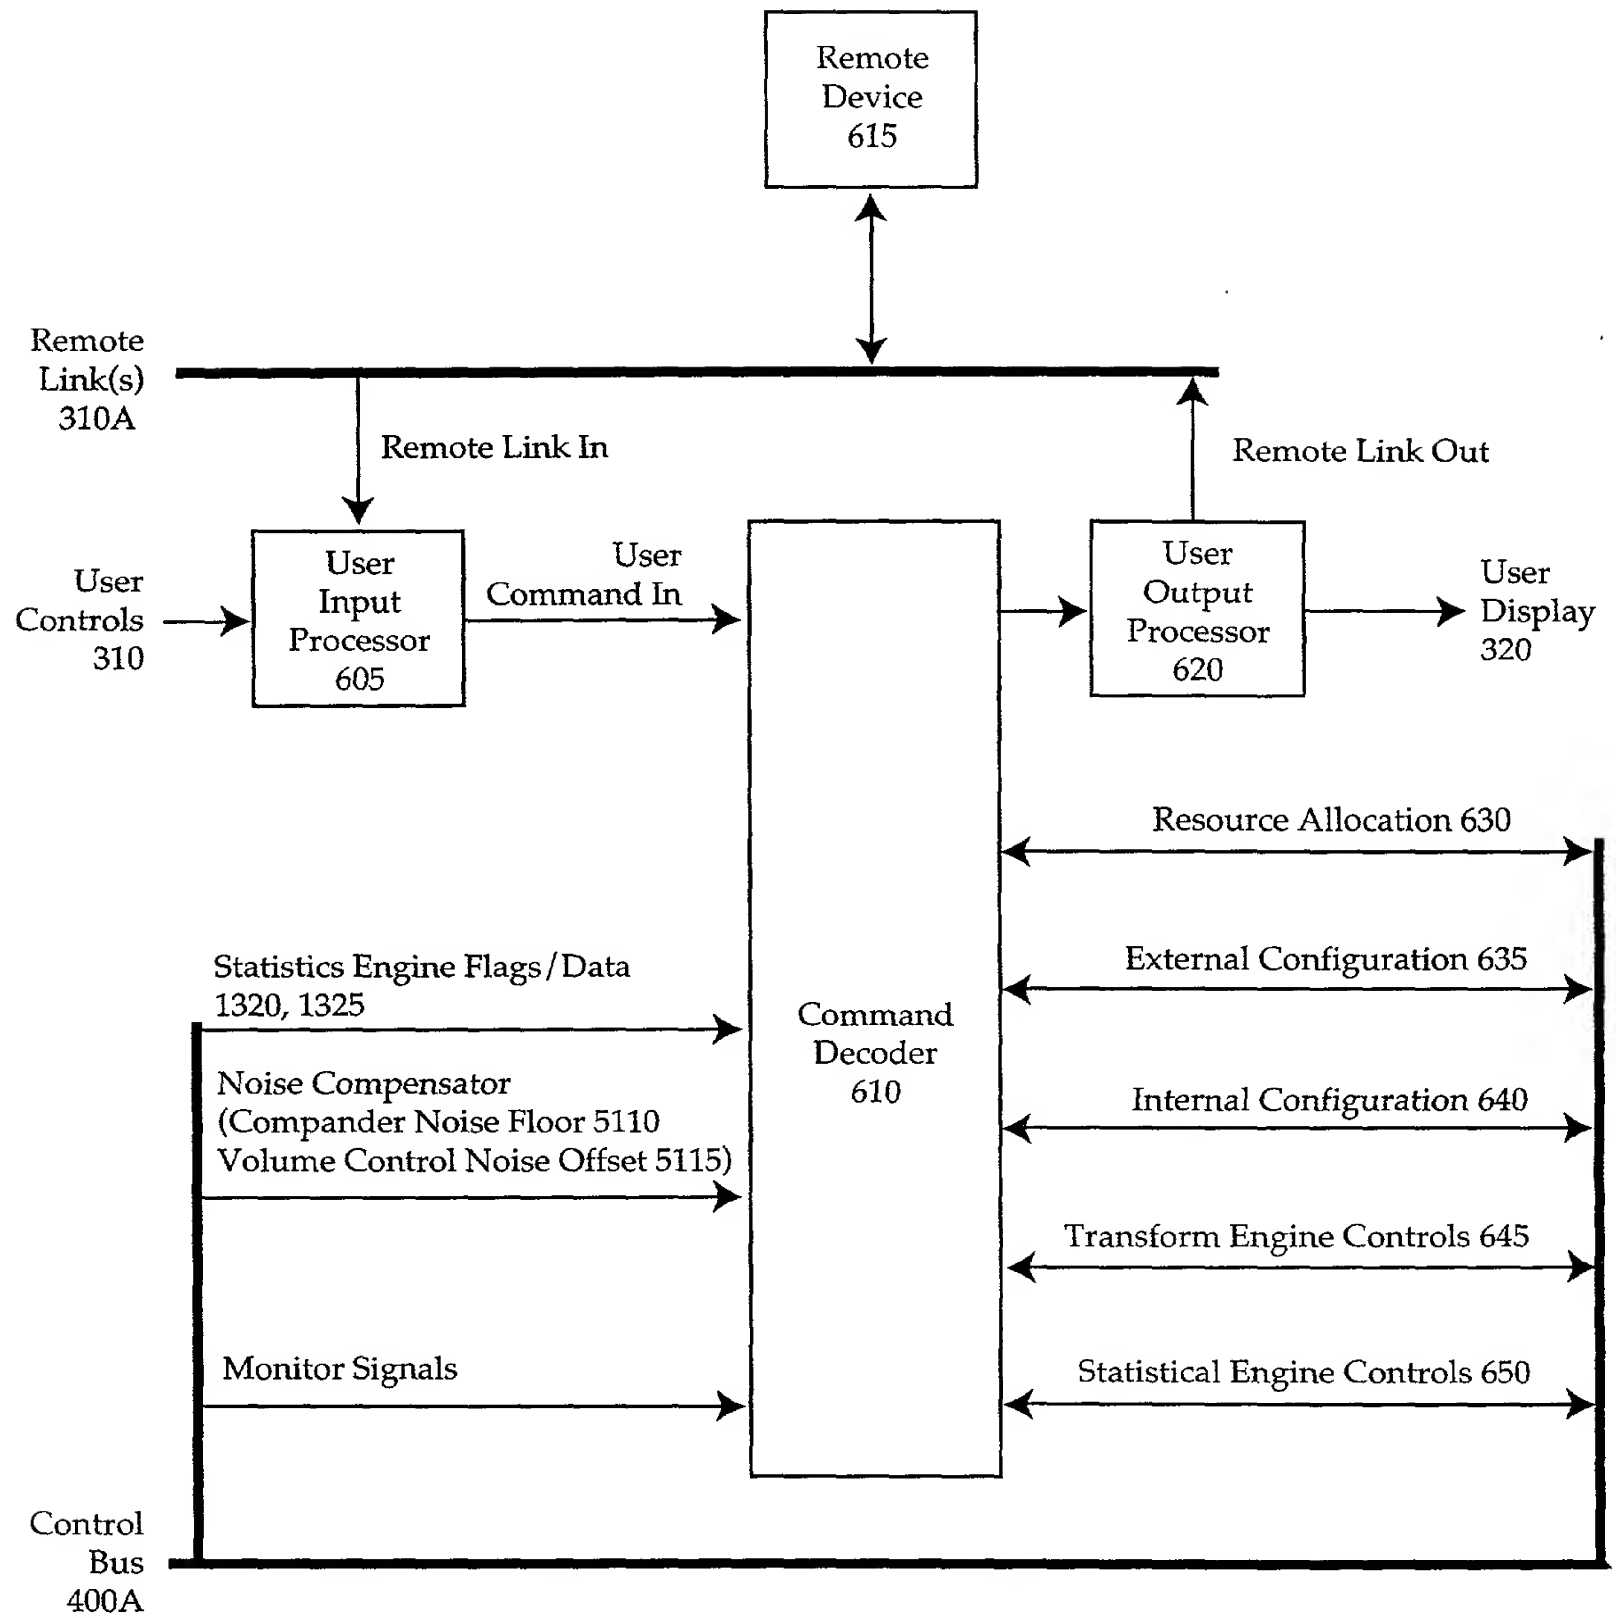 Remote
Device
615
Remote
Link(s)
310A
Remote Link In
Remote Link Out
User
Controls
310
User
Input
Processor
605
User
Command In
User
Output
Processor
620
User
Display
320
Resource Allocation 630
External Configuration 635
Internal Configuration 640
Transform Engine Controls 645
Statistical Engine Controls 650
Statistics Engine Flags/Data
1320, 1325
Noise Compensator
(Compander Noise Floor 5110
Volume Control Noise Offset 5115)
Monitor Signals
Command
Decoder
610
Control
Bus
400A